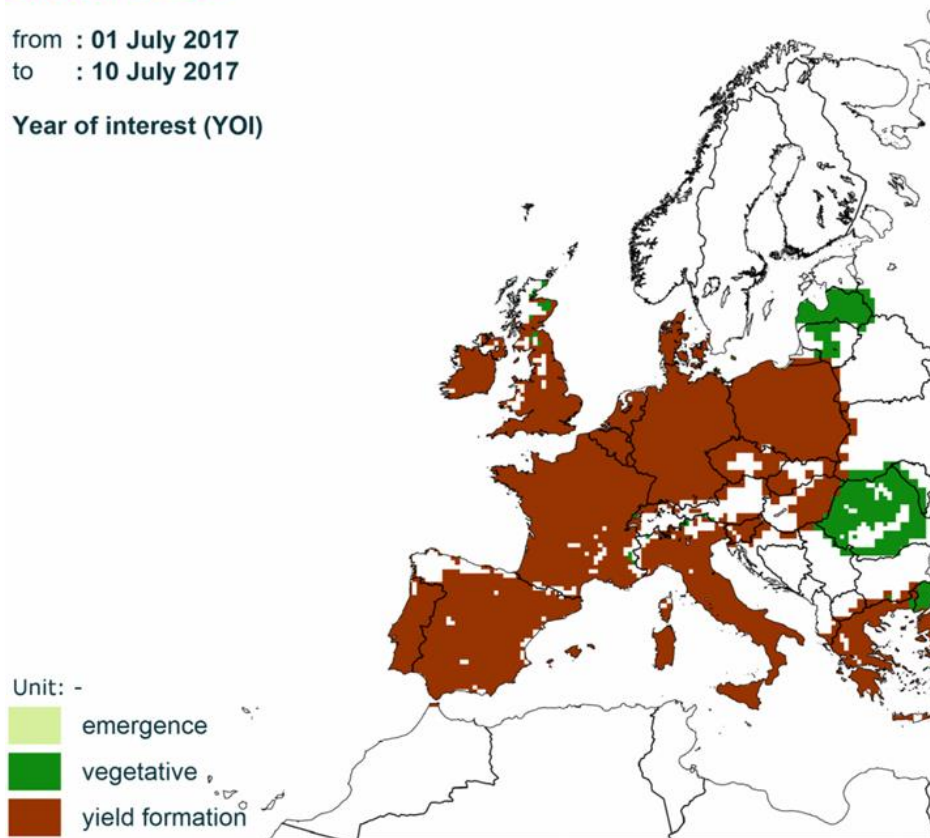 from : 01 July 2017
to : 10 July 2017
Year of interest (YOI)
Unit: -
emergence
vegetative
yield formation